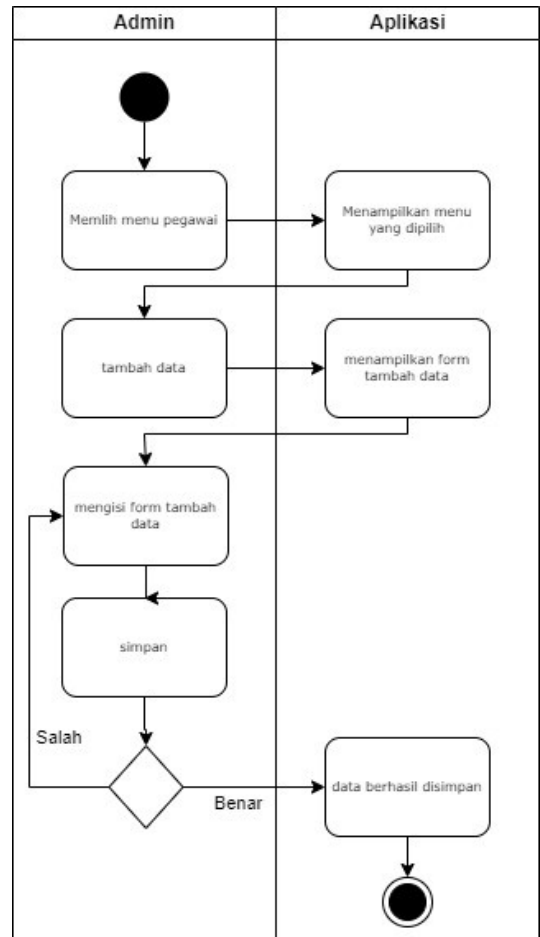 Admin
Aplikasi
Memlih menu pegawai
Menampilkan menu
yang dipilih
tambah data
menampilkan form
tambah data
mengisi form tambah
data
simpan
Salah
Benar
data berhasil disimpan